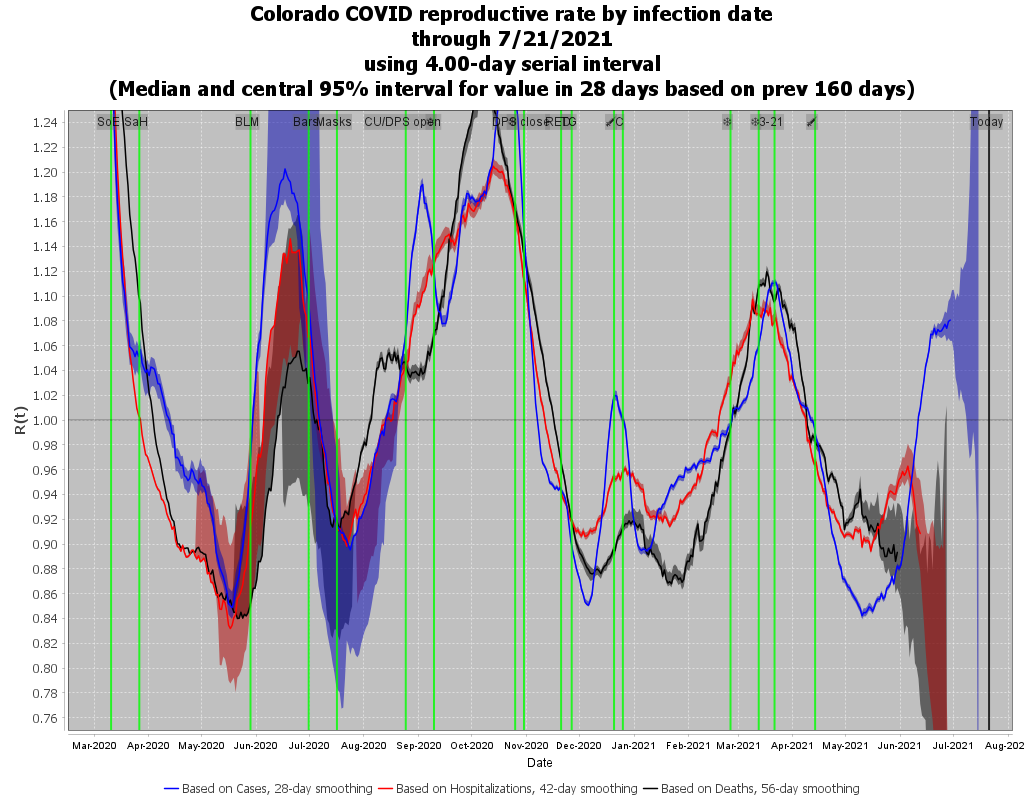 Colorado COVID reproductive rate by infection date
through 7/21/2021
using 4.00-day serial interval
(Median and central 95% interval for value in 28 days based on prev 160 days)
SoE SaH BLM Bars Masks CU/DPS open DPS close RED Today
3-21
1.24
1.22
1.20
1.18
1.16
1.14
1.12
1.10
1.08
1.06
1.04
1.02
1.00
0.98
0.96
0.94
0.92
0.90
0.88
0.86
0.84
0.82
0.80
0.78
0.76
R(t)
Mar-2020 Apr-2020 May-2020 Jun-2020 Jul-2020 Aug-2020 Sep-2020 Oct-2020 Nov-2020 Dec-2020 Jan-2021 Feb-2021 Mar-2021 Apr-2021 May-2021 Jun-2021 Jul-2021 Aug-202
Date
Based on Cases, 28-day smoothing Based on Hospitalizations, 42-day smoothing Based on Deaths, 56-day smoothing